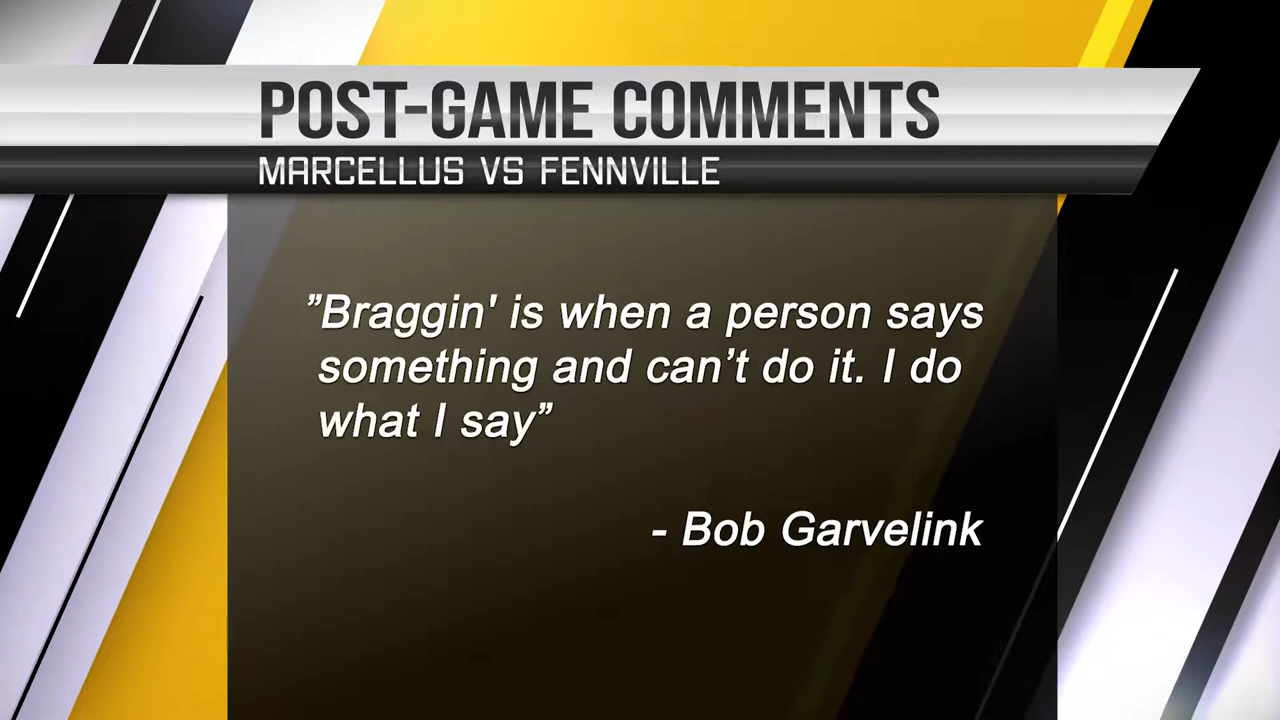 POST-GAME COMMENTS
MARCELLUS VS FENNVILLE
”Braggin' is when a person says
something and can’t do it. I do
what I say”
- Bob Garvelink